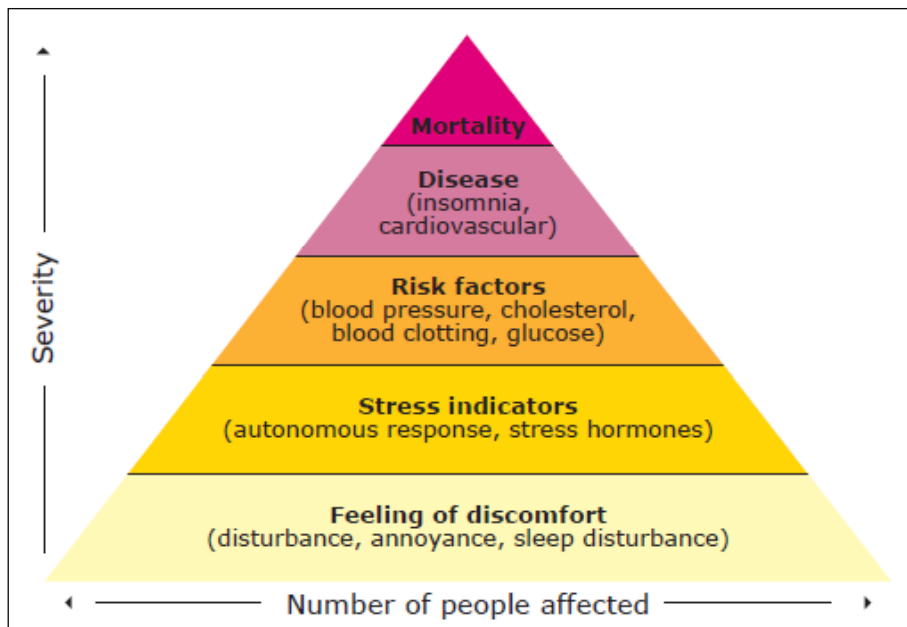 Mortality
Disease
(insomnia,
cardiovascular)
Risk factors
(blood pressure, cholesterol,
blood clotting, glucose)
Stress indicators
(autonomous response, stress hormones)
Feeling of discomfort
(disturbance, annoyance, sleep disturbance)
Severity
Number of people affected